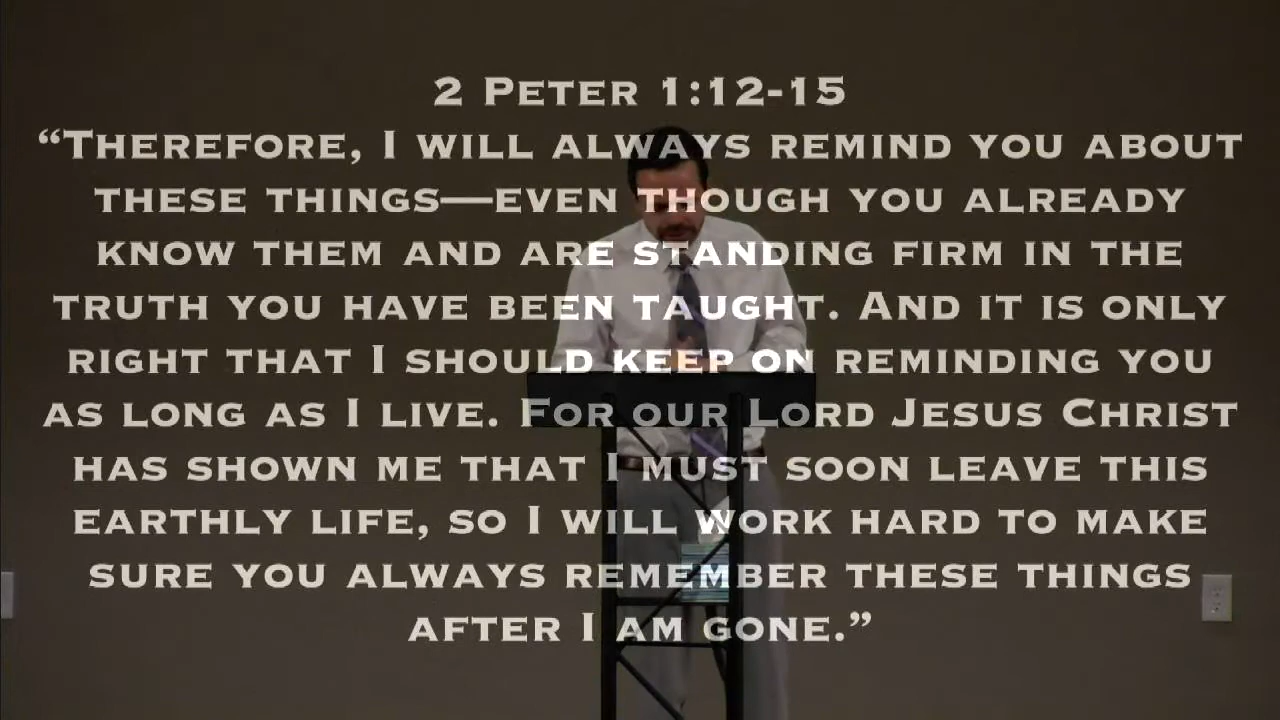 2 Peter 1:12-15
“Therefore, I will always remind you about
these things—even though you already
know them and are standing firm in the
truth you have been taught. And it is only
right that I should keep on reminding you
as long as I live. For our Lord Jesus Christ
has shown me that I must soon leave this
earthly life, so I will work hard to make
sure you always remember these things
after I am gone.”